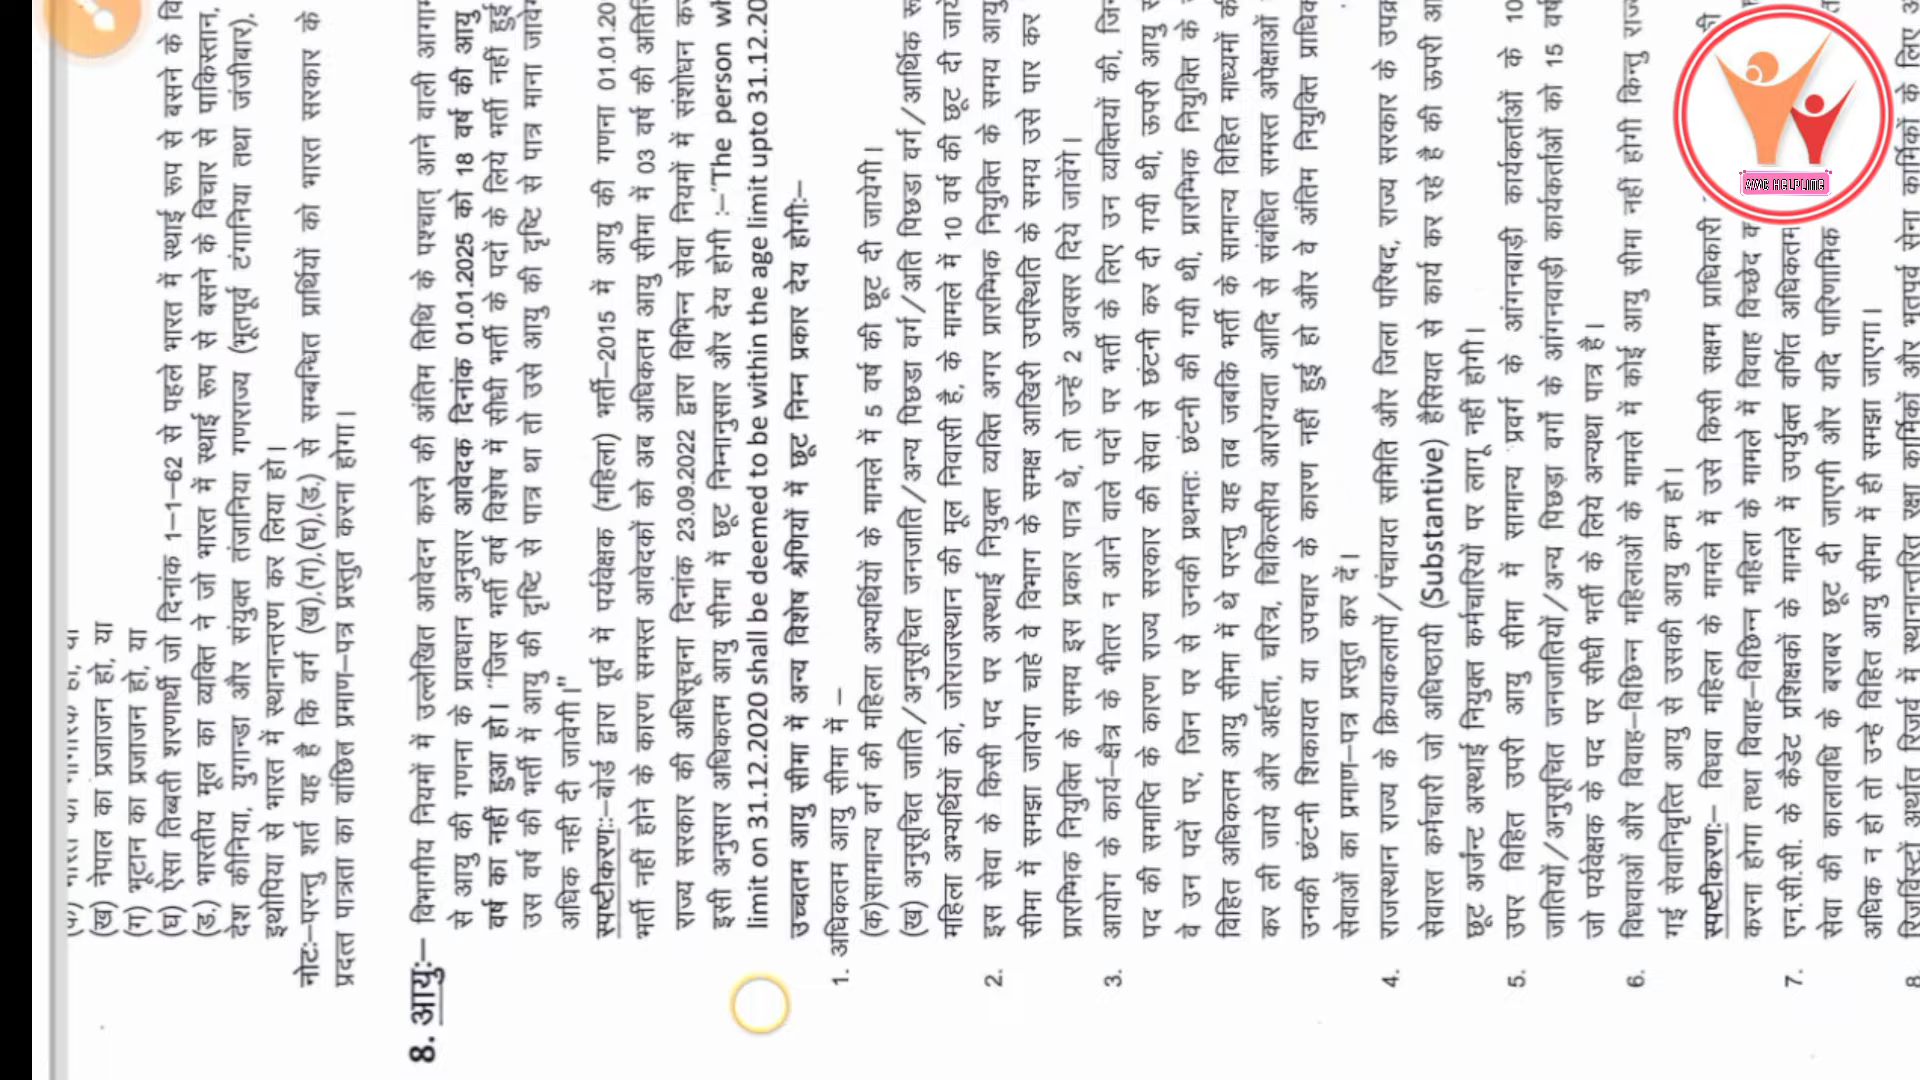 (ख) नेपाल का प्रजाजन हो, या
(ग) भूटान का प्रजाजन हो, या
(घ) ऐसा तिब्बती शरणार्थी जो दिनांक 1–1–62 से पहले भारत में स्थाई रूप से बसने के
(ड.) भारतीय मूल का व्यक्ति ने जो भारत में स्थाई रूप से बसने के विचार से पाकिस्तान,
देश कीनिया, युगान्डा और संयुक्त तंजानिया गणराज्य (भूतपूर्व टंगानिया तथा जंजीबार),
इथोपिया से भारत में स्थानान्तरण कर लिया हो।
नोटः–परन्तु शर्त यह है कि वर्ग (ख),(ग),(घ),(ड.) से सम्बन्धित प्रार्थियों को भारत सरकार के
प्रदत्त पात्रता का वांछित प्रमाण–पत्र प्रस्तुत करना होगा।
8. आयुः– विभागीय नियमों में उल्लेखित आवेदन करने की अंतिम तिथि के पश्चात् आने वाली आगाम
से आयु की गणना के प्रावधान अनुसार आवेदक दिनांक 01.01.2025 को 18 वर्ष की आयु
वर्ष का नहीं हुआ हो। "जिस भर्ती वर्ष विशेष में सीधी भर्ती के पदों के लिये भर्ती नहीं हुई
उस वर्ष की भर्ती में आयु की दृष्टि से पात्र था तो उसे आयु की दृष्टि से पात्र माना जावेग
अधिक नही दी जावेगी।"
स्पष्टीकरणः:–बोर्ड द्वारा पूर्व में पर्यवेक्षक (महिला) भर्ती–2015 में आयु की गणना 01.01.20
भर्ती नहीं होने के कारण समस्त आवेदकों को अब अधिकतम आयु सीमा में 03 वर्ष की अतिरि
राज्य सरकार की अधिसूचना दिनांक 23.09.2022 द्वारा विभिन्न सेवा नियमों में संशोधन कर
इसी अनुसार अधिकतम आयु सीमा में छूट निम्नानुसार और देय होगी :–"The person wh
limit on 31.12.2020 shall be deemed to be within the age limit upto 31.12.20
उच्चतम आयु सीमा में अन्य विशेष श्रेणियों में छूट निम्न प्रकार देय होगीः–
1. अधिकतम आयु सीमा में –
(क)सामान्य वर्ग की महिला अभ्यर्थियों के मामले में 5 वर्ष की छूट दी जायेगी।
(ख) अनुसूचित जाति/अनुसूचित जनजाति/अन्य पिछडा वर्ग/अति पिछडा वर्ग/आर्थिक रू
महिला अभ्यर्थियों को, जोराजस्थान की मूल निवासी है, के मामले में 10 वर्ष की छूट दी जाये
2. इस सेवा के किसी पद पर अस्थाई नियुक्त व्यक्ति अगर प्रारम्भिक नियुक्ति के समय आयु
सीमा में समझा जावेगा चाहे वे विभाग के समक्ष आखिरी उपस्थिति के समय उसे पार कर
प्रारम्भिक नियुक्ति के समय इस प्रकार पात्र थे, तो उन्हें 2 अवसर दिये जावेंगे।
3. आयोग के कार्य–क्षैत्र के भीतर न आने वाले पदों पर भर्ती के लिए उन व्यक्तियों की, जिन
पद की समाप्ति के कारण राज्य सरकार की सेवा से छंटनी कर दी गयी थी, ऊपरी आयु स
वे उन पदों पर, जिन पर से उनकी प्रथमतः छंटनी की गयी थी, प्रारम्भिक नियुक्ति के
विहित अधिकतम आयु सीमा में थे परन्तु यह तब जबकि भर्ती के सामान्य विहित माध्यमों की
कर ली जाये और अर्हता, चरित्र, चिकित्सीय आरोग्यता आदि से संबंधित समस्त अपेक्षाओं
उनकी छंटनी शिकायत या उपचार के कारण नहीं हुई हो और वे अंतिम नियुक्ति प्राधिक
सेवाओं का प्रमाण–पत्र प्रस्तुत कर दें।
4. राजस्थान राज्य के क्रियाकलापों/पंचायत समिति और जिला परिषद, राज्य सरकार के उपक्र
सेवारत कर्मचारी जो अधिष्ठायी (Substantive) हैसियत से कार्य कर रहे है की ऊपरी आ
छूट अर्जन्ट अस्थाई नियुक्त कर्मचारियों पर लागू नहीं होगी।
5. उपर विहित उपरी आयु सीमा में सामान्य प्रवर्ग के आंगनबाड़ी कार्यकर्ताओं के 10
जातियों/अनुसूचित जनजातियों/अन्य पिछड़ा वर्गो के आंगनवाड़ी कार्यकर्ताओं को 15 वर्ष
जो पर्यवेक्षक के पद पर सीधी भर्ती के लिये अन्यथा पात्र हैं।
6. विधवाओं और विवाह–विछिन्न महिलाओं के मामले में कोई आयु सीमा नही होगी किन्तु राज
गई सेवानिवृत्ति आयु से उसकी आयु कम हो।
स्पष्टीकरणः– विधवा महिला के मामले में उसे किसी सक्षम प्राधिकारी
करना होगा तथा विवाह–विछिन्न महिला के मामले में विवाह विच्छेद क
7. एन.सी.सी. के कैडेट प्रशिक्षकों के मामले में उपर्युक्त वर्णित अधिकतम
सेवा की कालावधि के बराबर छूट दी जाएगी और यदि पारिणामिक
अधिक न हो तो उन्हे विहित आयु सीमा में ही समझा जाएगा।
8. रिजर्विस्टों अर्थात रिजर्व में स्थानान्तरित रक्षा कार्मिकों और भूतपूर्व सेना कार्मिकों के लिए
AWC HELPLINE